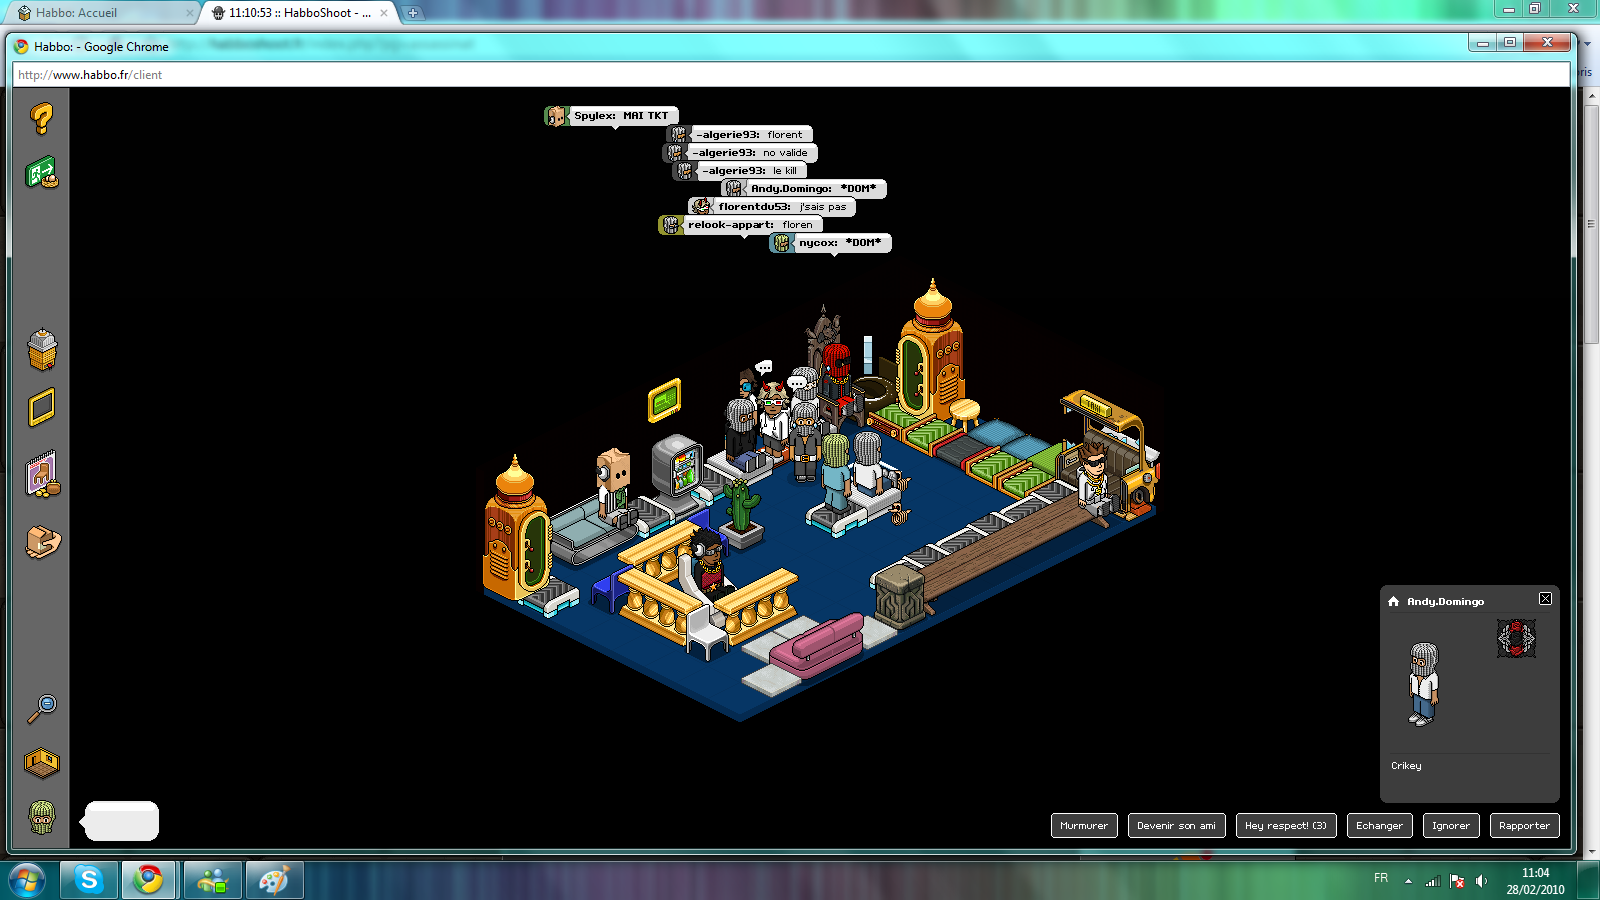 Habbo: Accueil
11:10:53 :: HabboShoot - ...
Habbo: - Google Chrome
http://www.habbo.fr/client
Spylex: MAI TKT
-algerie93: florent
-algerie93: no valide
-algerie93: le kill
Andy.Domingo: *DOM*
florentdu53: j'sais pas
relook-appart: floren
nycox: *DOM*
TAXI
Andy.Domingo
Crikey
Murmurer
Devenir son ami
Hey respect! (3)
Echanger
Ignorer
Rapporter
FR
11:04
28/02/2010